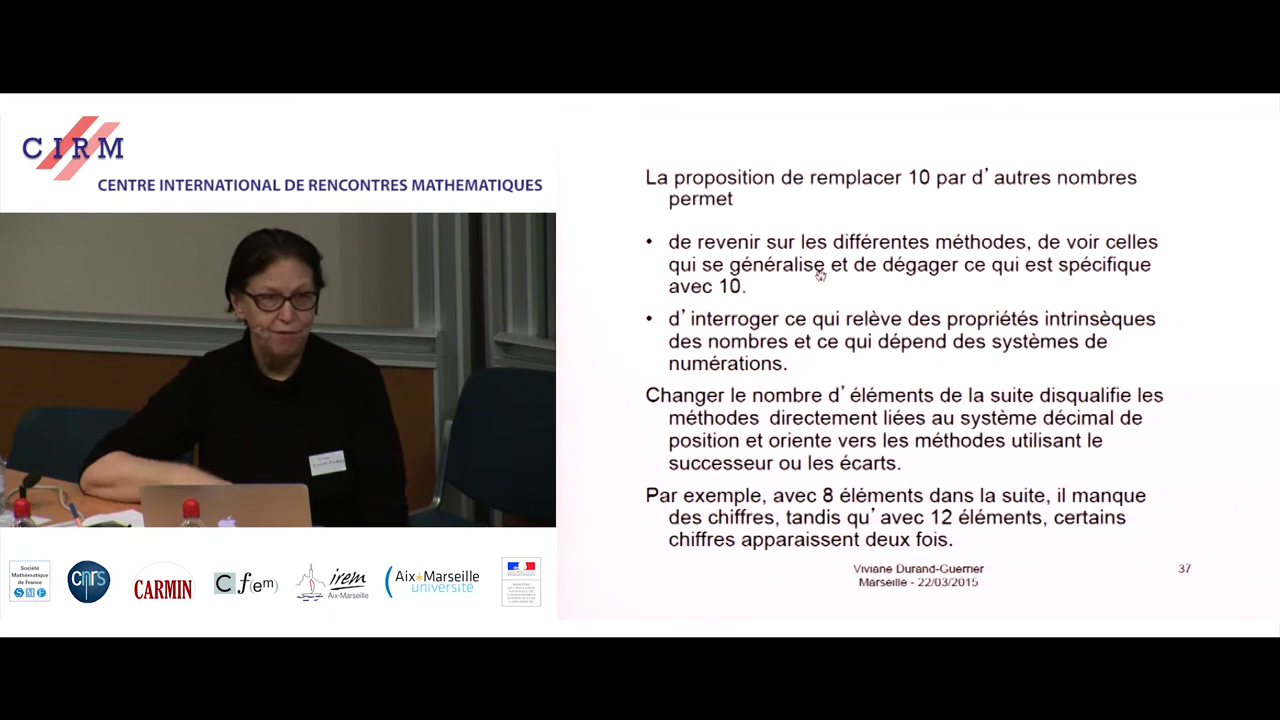 CIRM
CENTRE INTERNATIONAL DE RENCONTRES MATHEMATIQUES
La proposition de remplacer 10 par d'autres nombres
permet
• de revenir sur les différentes méthodes, de voir celles
qui se généralise et de dégager ce qui est spécifique
avec 10.
• d'interroger ce qui relève des propriétés intrinsèques
des nombres et ce qui dépend des systèmes de
numérations.
Changer le nombre d'éléments de la suite disqualifie les
méthodes directement liées au système décimal de
position et oriente vers les méthodes utilisant le
successeur ou les écarts.
Par exemple, avec 8 éléments dans la suite, il manque
des chiffres, tandis qu'avec 12 éléments, certains
chiffres apparaissent deux fois.
Viviane Durand-Guerrier
Marseille - 22/03/2015
37
Société
Mathématique
de France
SMF
cnrs
CARMIN
Cfem
irem
Aix-Marseille
Aix*Marseille
université